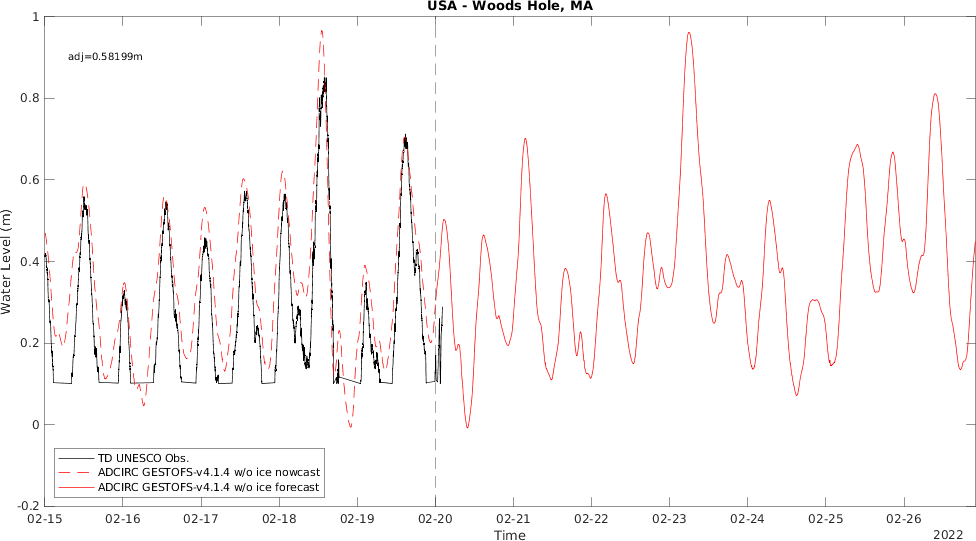 USA - Woods Hole, MA
adj=0.58199m
Water Level (m)
1
0.8
0.6
0.4
0.2
0
-0.2
TD UNESCO Obs.
ADCIRC GESTOFS-v4.1.4 w/o ice nowcast
ADCIRC GESTOFS-v4.1.4 w/o ice forecast
02-15 02-16 02-17 02-18 02-19 02-20 02-21 02-22 02-23 02-24 02-25 02-26
Time
2022